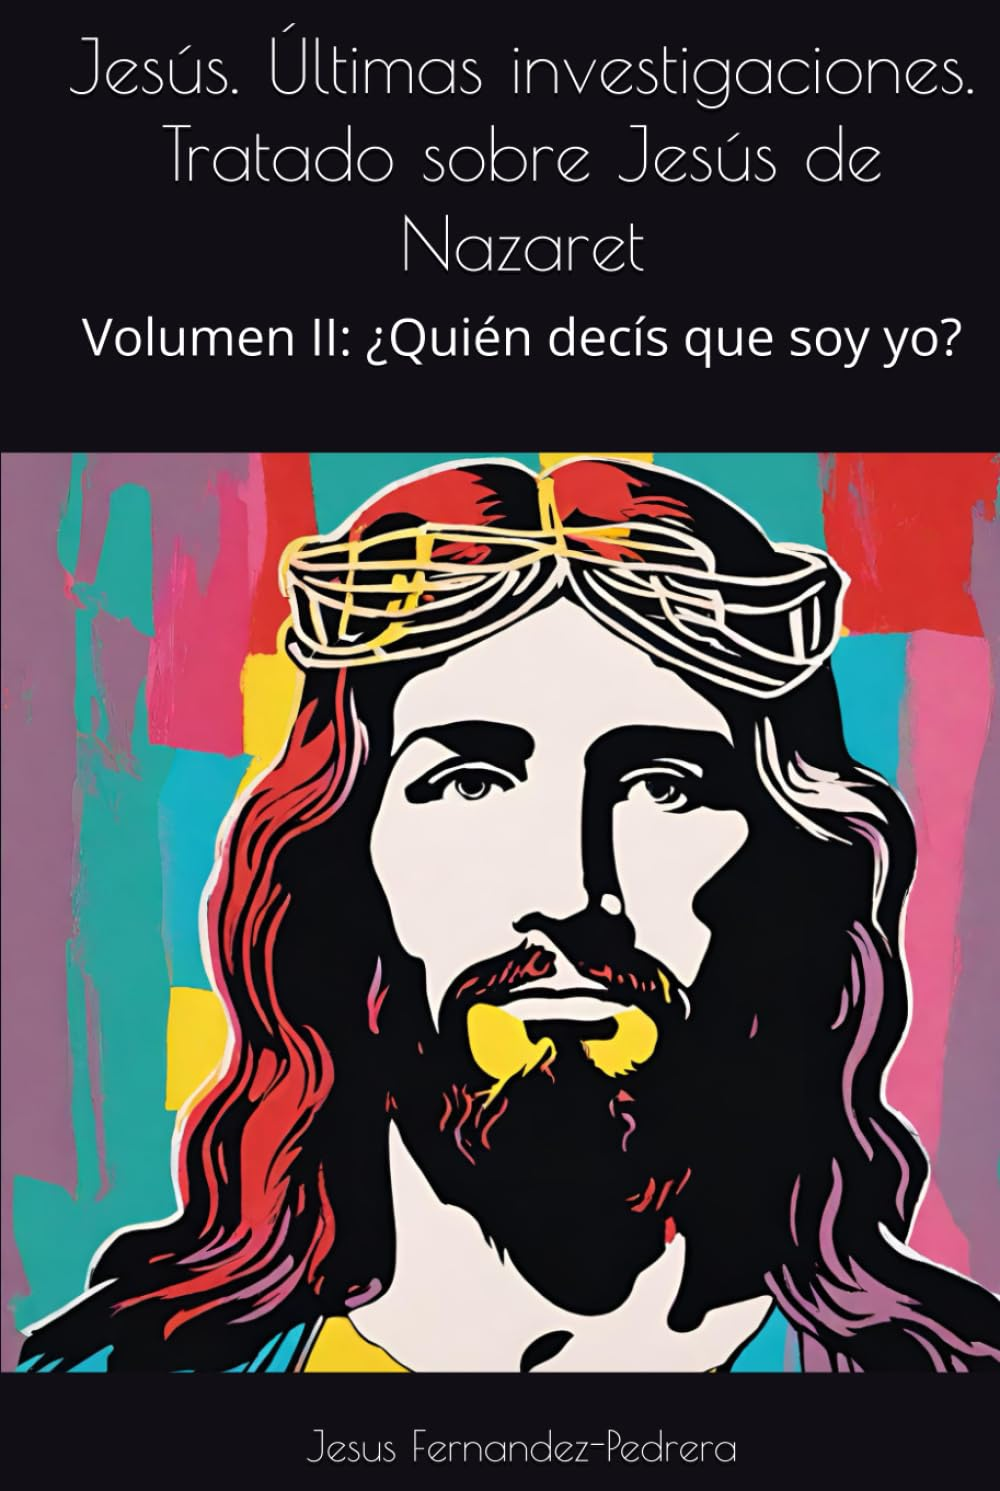 Jesús. Últimas investigaciones.
Tratado sobre Jesús de
Nazaret
Volumen II: ¿Quién decís que soy yo?
Jesus Fernandez-Pedrera